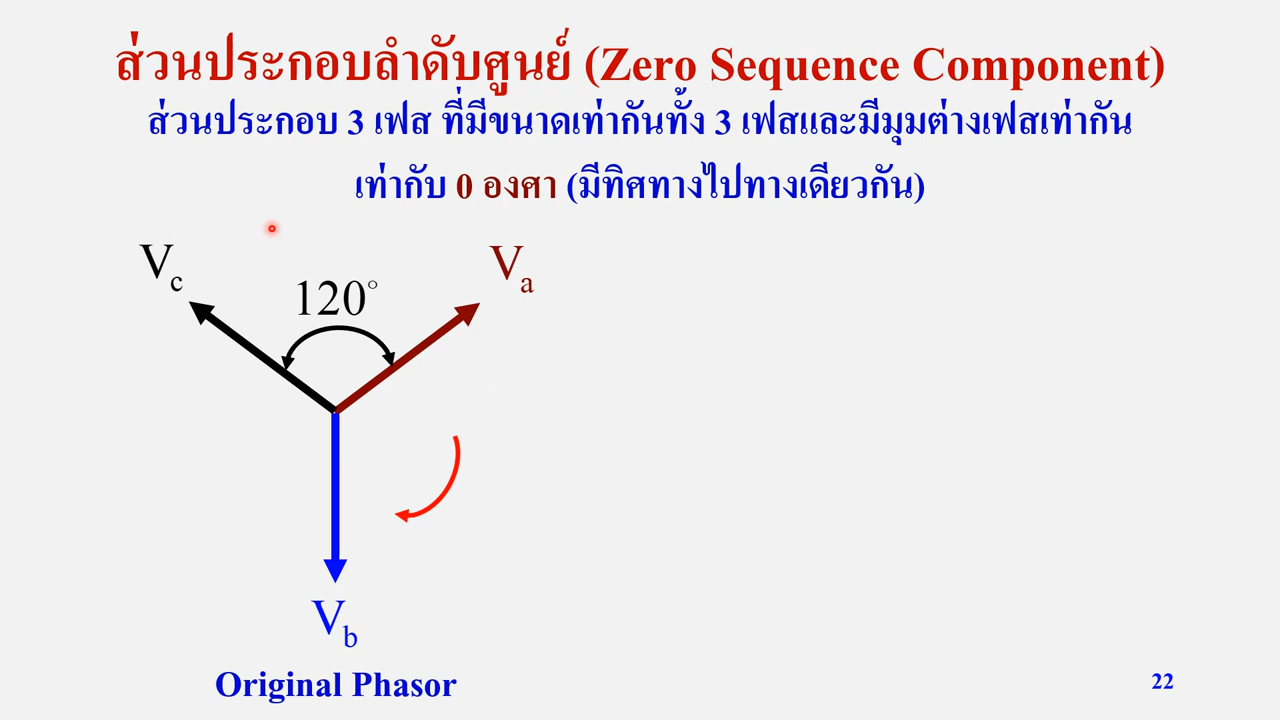 ส่วนประกอบลำดับศูนย์ (Zero Sequence Component)
ส่วนประกอบ 3 เฟส ที่มีขนาดเท่ากันทั้ง 3 เฟสและมีมุมต่างเฟสเท่ากัน
เท่ากับ 0 องศา (มีทิศทางไปทางเดียวกัน)
Vc
Va
120°
Vb
Original Phasor
22